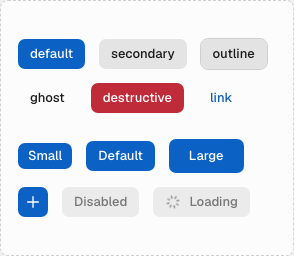 default secondary outline
ghost destructive link
Small Default Large
Disabled Loading